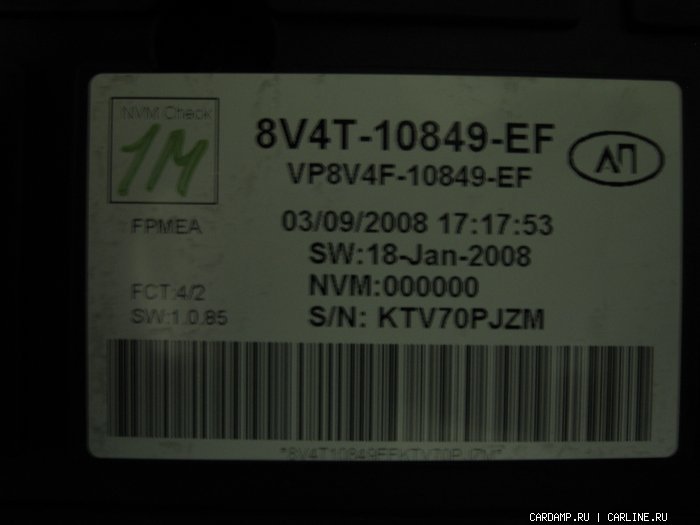 NVM Check
1M
8V4T-10849-EF
VP8V4F-10849-EF
FPMEA
03/09/2008 17:17:53
SW:18-Jan-2008
NVM:000000
FCT:4/2
SW:1.0.85
S/N: KTV70PJZM
*8V4T10849EFKTV70PJZM*
CARDAMP.RU | CARLINE.RU